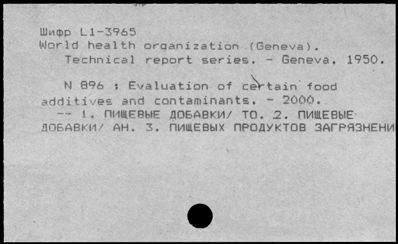 Шифр L1-3965
World health organization (Geneva).
Technical report series. - Geneva, 1950.
N 896 : Evaluation of certain food
additives and contaminants. - 2000.
-- 1. ПИЩЕВЫЕ ДОБАВКИ/ ТО. 2. ПИЩЕВЫЕ
ДОБАВКИ/ АН. 3. ПИЩЕВЫХ ПРОДУКТОВ ЗАГРЯЗНЕНИ